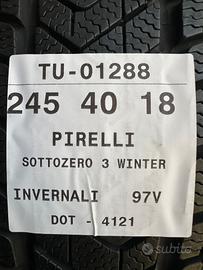 TU-01288
245 40 18
PIRELLI
SOTTOZERO 3 WINTER
INVERNALI 97V
DOT - 4121
subito